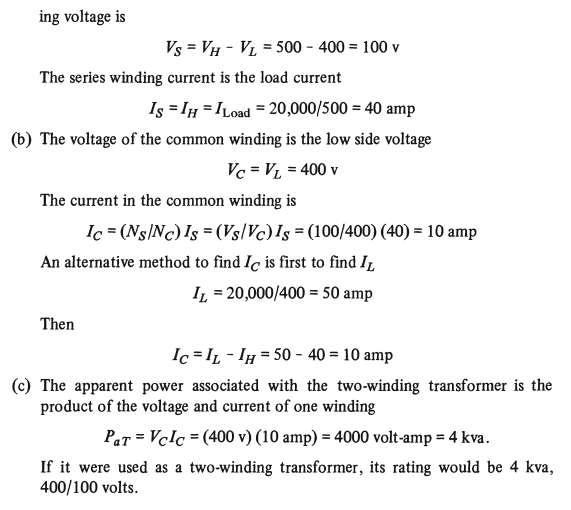 ing voltage is
V_S = V_H − V_L = 500 − 400 = 100 v
The series winding current is the load current
I_S = I_H = I_Load = 20,000/500 = 40 amp
(b) The voltage of the common winding is the low side voltage
V_C = V_L = 400 v
The current in the common winding is
I_C = (N_S/N_C) I_S = (V_S/V_C) I_S = (100/400) (40) = 10 amp
An alternative method to find I_C is first to find I_L
I_L = 20,000/400 = 50 amp
Then
I_C = I_L − I_H = 50 − 40 = 10 amp
(c) The apparent power associated with the two-winding transformer is the
product of the voltage and current of one winding
P_aT = V_C I_C = (400 v) (10 amp) = 4000 volt-amp = 4 kva.
If it were used as a two-winding transformer, its rating would be 4 kva,
400/100 volts.